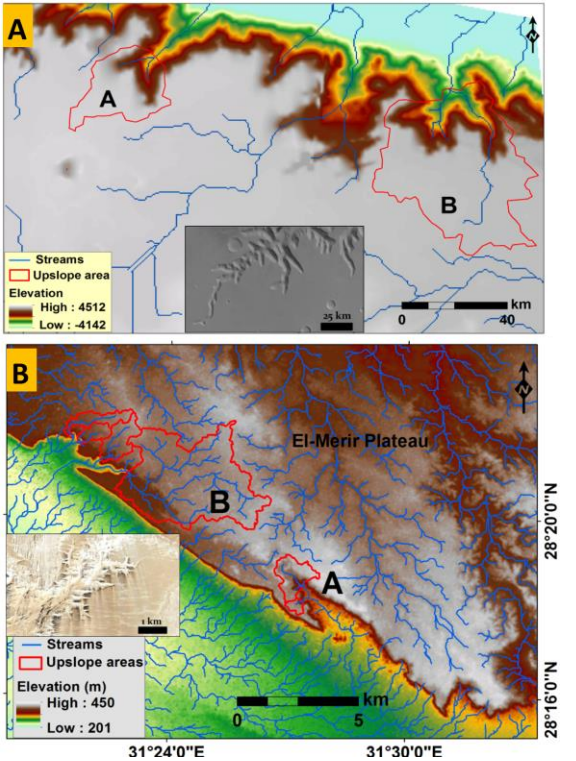 A
N
A
B
Streams
Upslope area
Elevation
High : 4512
Low : -4142
25 km
km
0 40
B
N
El-Merir Plateau
B
A
28°20'0"N
1 km
Streams
Upslope areas
Elevation (m)
High : 450
Low : 201
km
0 5
28°16'0"N
31°24'0"E 31°30'0"E